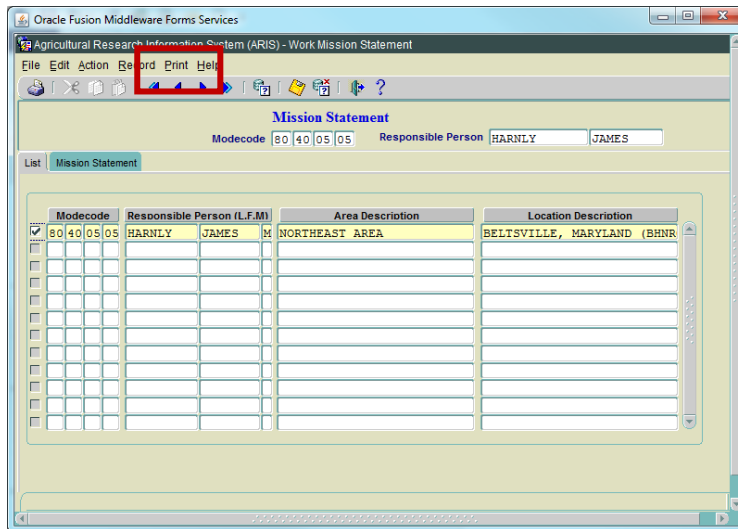 Oracle Fusion Middleware Forms Services
Agricultural Research Information System (ARIS) - Work Mission Statement
File Edit Action Record Print Help
Mission Statement
Modecode 80 40 05 05 Responsible Person HARNLY JAMES
List Mission Statement
Modecode Responsible Person (L.F.M) Area Description Location Description
80 40 05 05 HARNLY JAMES M NORTHEAST AREA BELTSVILLE, MARYLAND (BHNR